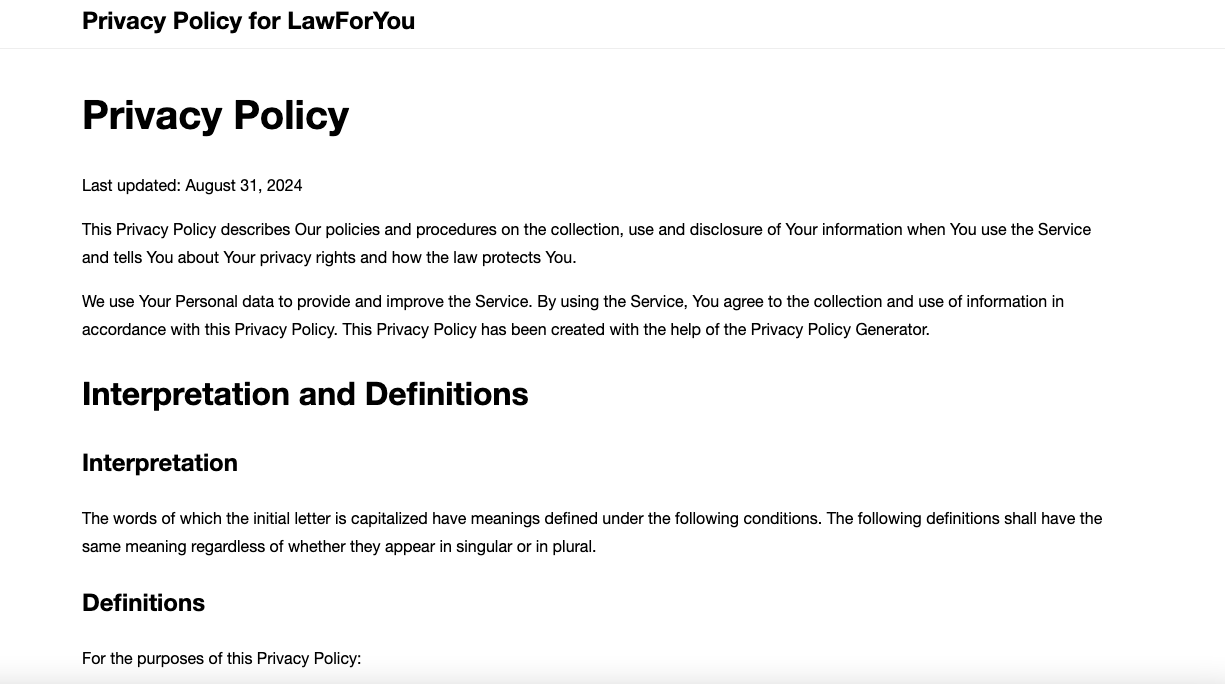 Privacy Policy for LawForYou
Privacy Policy
Last updated: August 31, 2024
This Privacy Policy describes Our policies and procedures on the collection, use and disclosure of Your information when You use the Service
and tells You about Your privacy rights and how the law protects You.
We use Your Personal data to provide and improve the Service. By using the Service, You agree to the collection and use of information in
accordance with this Privacy Policy. This Privacy Policy has been created with the help of the Privacy Policy Generator.
Interpretation and Definitions
Interpretation
The words of which the initial letter is capitalized have meanings defined under the following conditions. The following definitions shall have the
same meaning regardless of whether they appear in singular or in plural.
Definitions
For the purposes of this Privacy Policy: